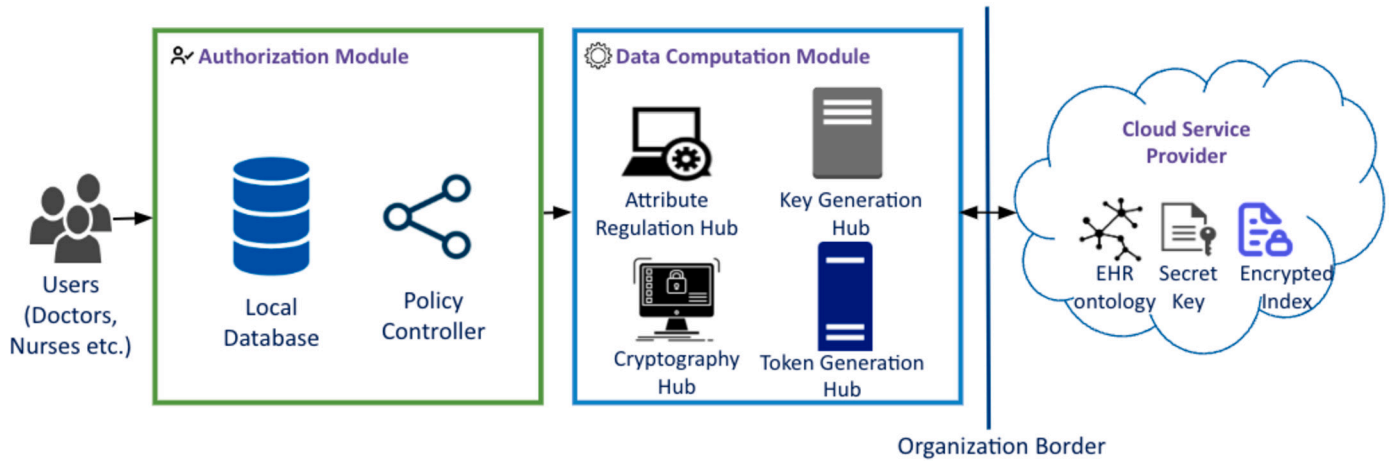 Authorization Module
Data Computation Module
Cloud Service
Provider
Users
(Doctors,
Nurses etc.)
Local
Database
Policy
Controller
Attribute
Regulation Hub
Key Generation
Hub
Cryptography
Hub
Token Generation
Hub
EHR
ontology
Secret
Key
Encrypted
Index
Organization Border